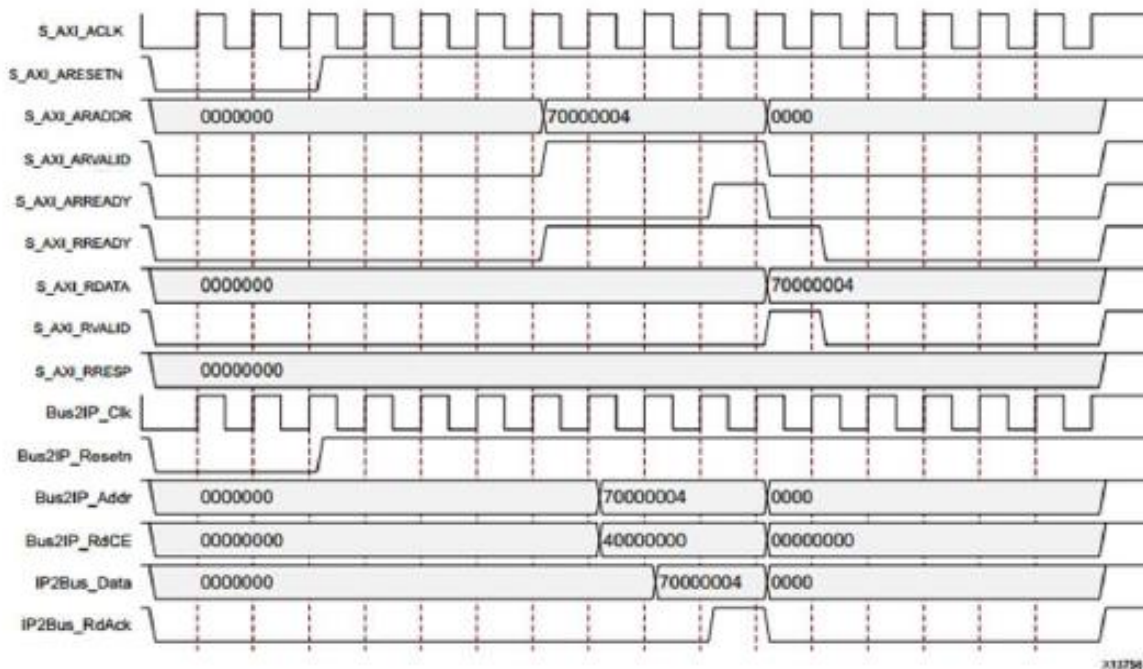 S_AXI_ACLK
S_AXI_ARESETN
S_AXI_ARADDR 0000000 70000004 0000
S_AXI_ARVALID
S_AXI_ARREADY
S_AXI_RREADY
S_AXI_RDATA 0000000 70000004
S_AXI_RVALID
S_AXI_RRESP 00000000
Bus2IP_Clk
Bus2IP_Resetn
Bus2IP_Addr 0000000 70000004 0000
Bus2IP_RdCE 00000000 40000000 00000000
IP2Bus_Data 0000000 70000004 0000
IP2Bus_RdAck